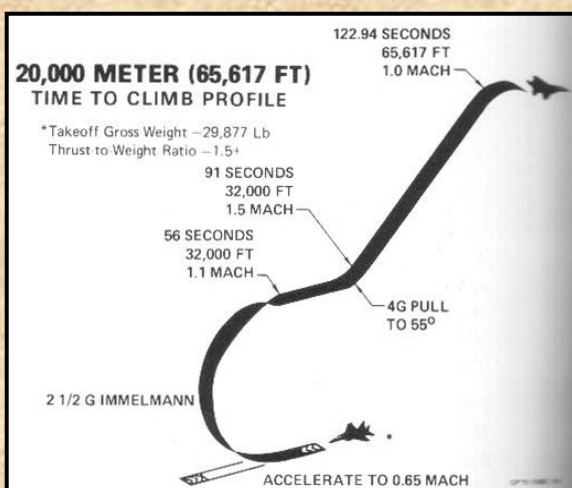 20,000 METER (65,617 FT)
TIME TO CLIMB PROFILE
*Takeoff Gross Weight —29,877 Lb
Thrust-to-Weight Ratio —1.5+
122.94 SECONDS
65,617 FT
1.0 MACH
91 SECONDS
32,000 FT
1.5 MACH
56 SECONDS
32,000 FT
1.1 MACH
4G PULL
TO 55⁰
2 1/2 G IMMELMANN
ACCELERATE TO 0.65 MACH